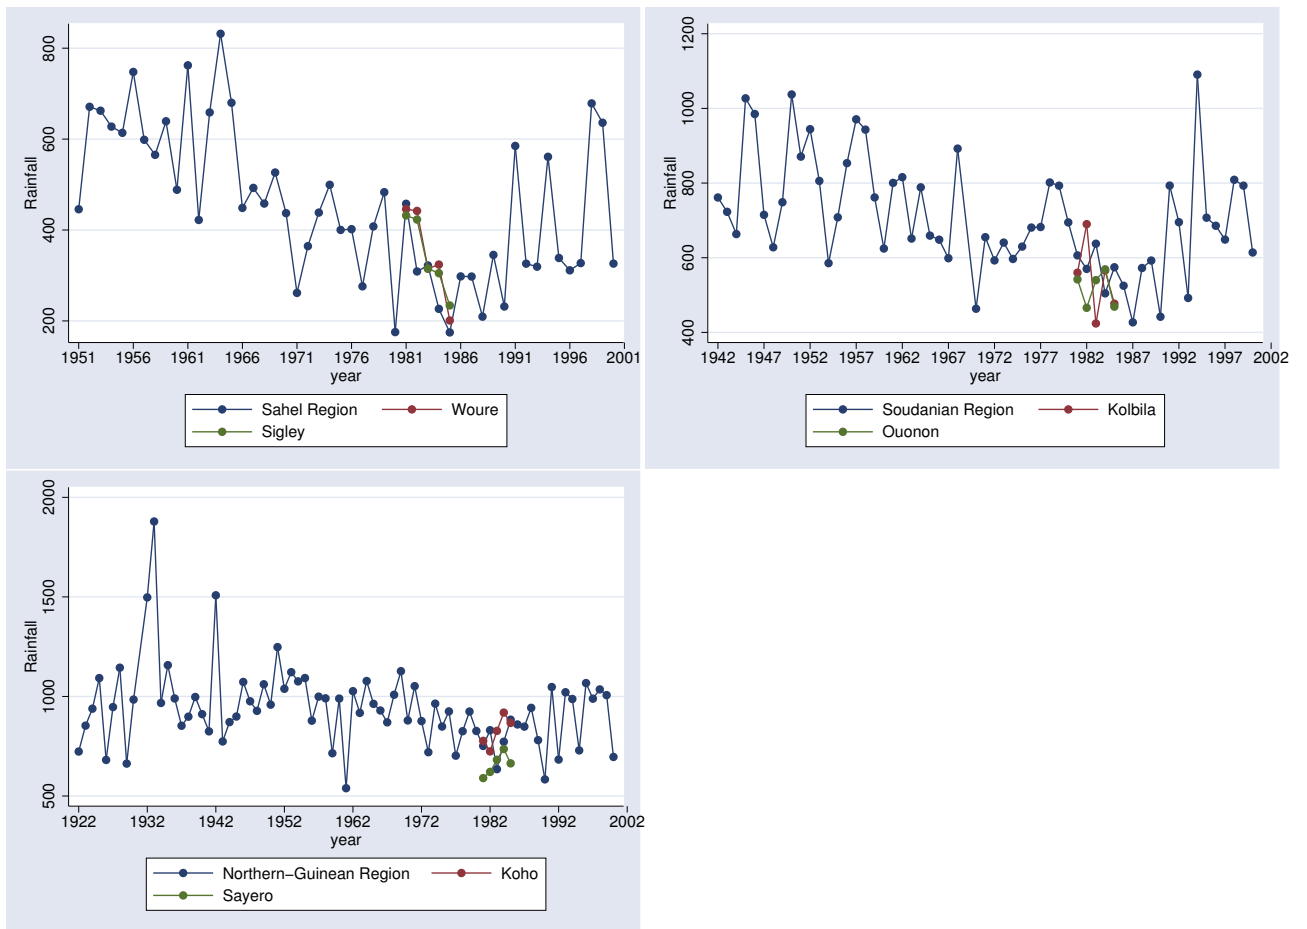 800
600
400
200
Rainfall
1951 1956 1961 1966 1971 1976 1981 1986 1991 1996 2001
year
Sahel Region Woure
Sigley
1200
1000
800
600
400
Rainfall
1942 1947 1952 1957 1962 1967 1972 1977 1982 1987 1992 1997 2002
year
Soudanian Region Kolbila
Ouonon
2000
1500
1000
500
Rainfall
1922 1932 1942 1952 1962 1972 1982 1992 2002
year
Northern−Guinean Region Koho
Sayero